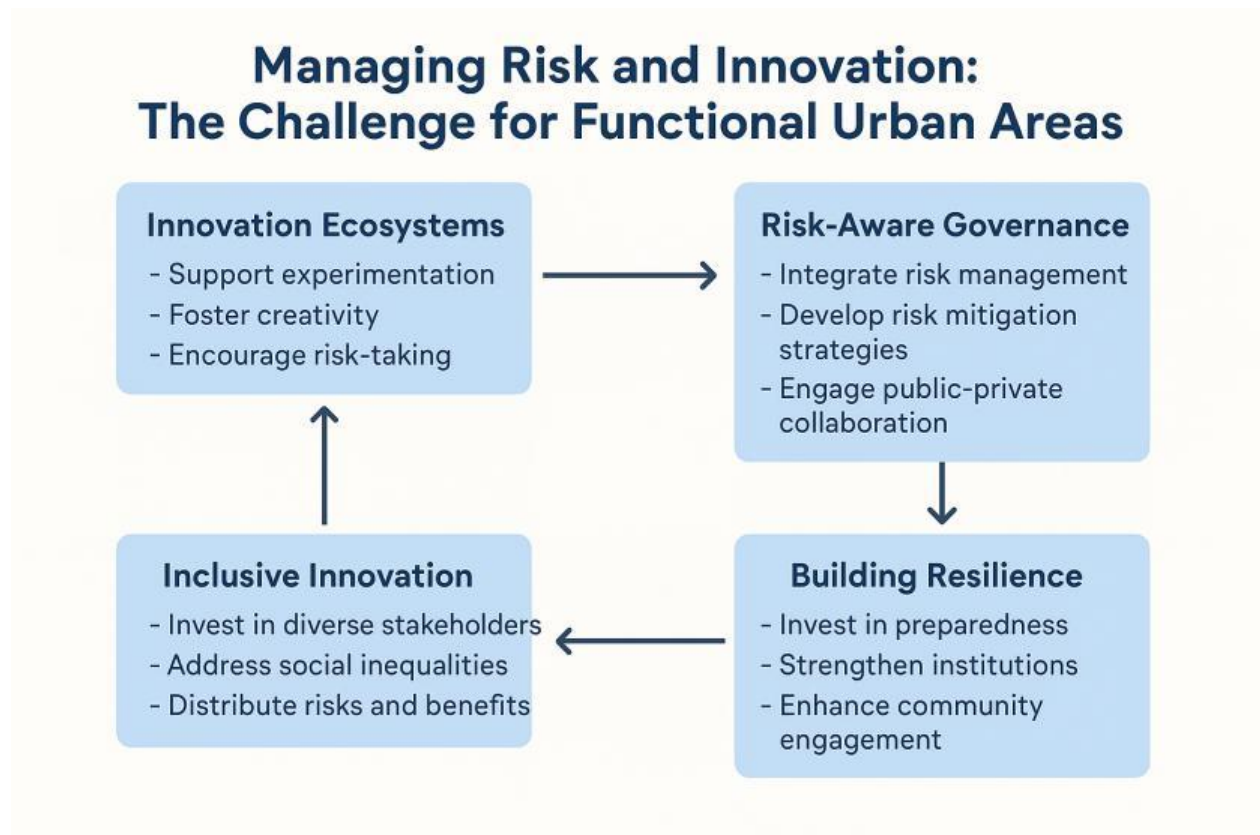 Managing Risk and Innovation:
The Challenge for Functional Urban Areas
Innovation Ecosystems
- Support experimentation
- Foster creativity
- Encourage risk-taking
Risk-Aware Governance
- Integrate risk management
- Develop risk mitigation
strategies
- Engage public-private
collaboration
Inclusive Innovation
- Invest in diverse stakeholders
- Address social inequalities
- Distribute risks and benefits
Building Resilience
- Invest in preparedness
- Strengthen institutions
- Enhance community
engagement